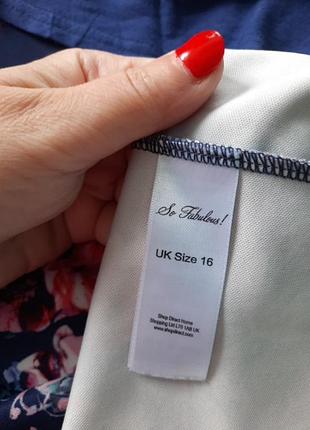 So Fabulous!
UK Size 16
Shop Direct Home
Shopping Ltd L70 1AB UK
www.shopdirect.com